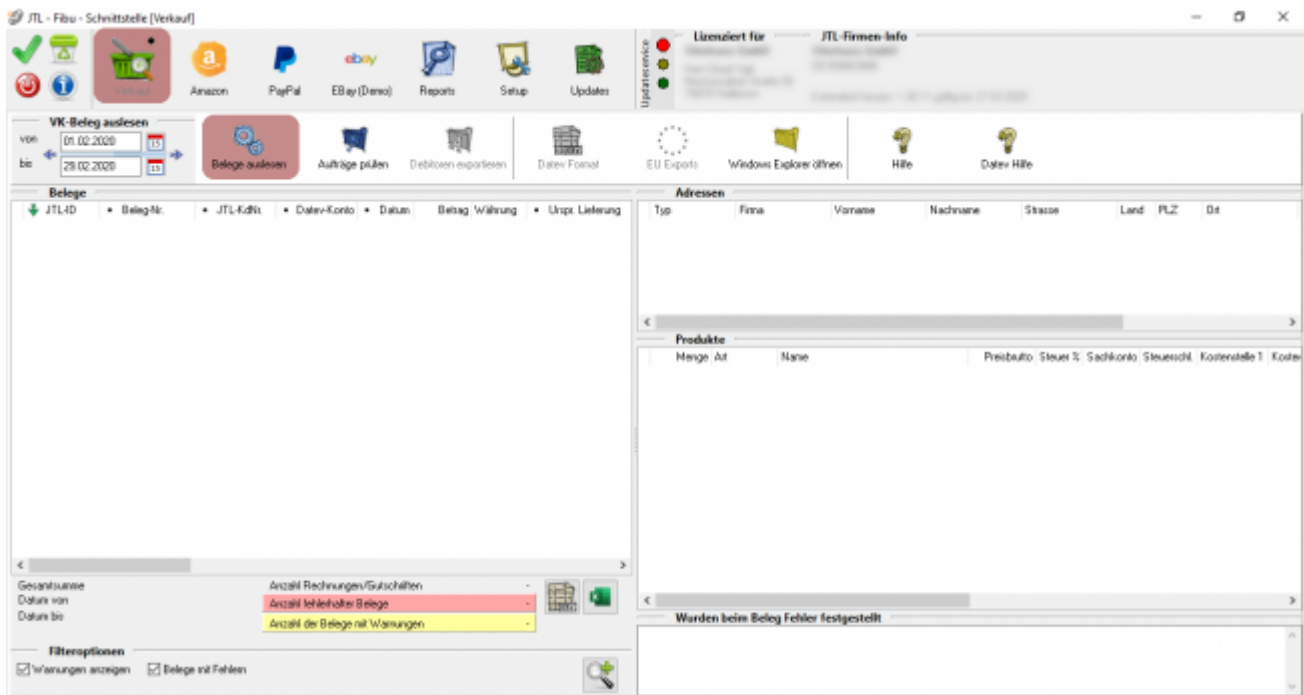 JTL - Fibu - Schnittstelle [Verkauf]
Verkauf
Amazon
PayPal
ebay
EBay (Demo)
Reports
Setup
Updates
Updateservice
Lizenziert für
JTL-Firmen-Info
VK-Beleg auslesen
von 01.02.2020 15
bis 29.02.2020 15
Belege auslesen
Aufträge prüfen
Debitoren exportieren
Datev Format
EU Exports
Windows Explorer öffnen
Hilfe
Datev Hilfe
Belege
JTL-ID Beleg-Nr. JTL-KdNr. Datev-Konto Datum Betrag Währung Urspr. Lieferung
Adressen
Typ Firma Vorname Nachname Strasse Land PLZ Ort
Produkte
Menge Art Name Preisbrutto Steuer % Sachkonto Steuerschl. Kostenstelle 1 Kosten
Gesamtsumme
Datum von
Datum bis
Anzahl Rechnungen/Gutschriften -
Anzahl fehlerhafter Belege -
Anzahl der Belege mit Warnungen -
Wurden beim Beleg Fehler festgestellt
Filteroptionen
Warnungen anzeigen Belege mit Fehlern